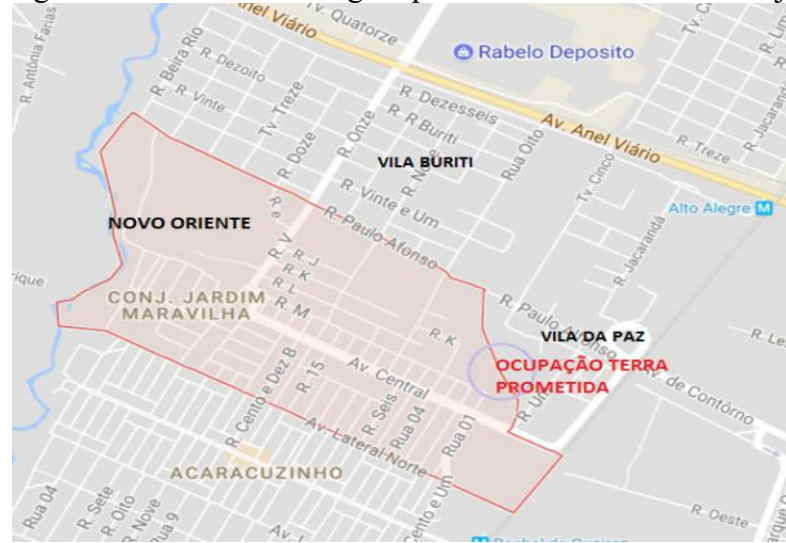 Tv. Quatorze
Anel Viário
R. Antônia Farias
R. Beira Rio
R. Dezoito
Rabelo Deposito
R. Vinte
Tv. Treze
R. Dezesseis
R. Jacarandá
R. Doze
R. Onze
R. R Buriti
Av. Anel Viário
R. Treze
VILA BURITI
Rua Oito
Tv. Cinco
R. Vinte e Um
Alto Alegre M
NOVO ORIENTE
R. V
R. Paulo Afonso
R. Jacarandá
R. J
R. K
R. L
R. M
CONJ. JARDIM
MARAVILHA
R. Paulo Afonso
R. K
VILA DA PAZ
OCUPAÇÃO TERRA
PROMETIDA
R. Cento e Dez B
R. 15
Av. Central
Av. de Contôrno
R. Seis
Rua 04
Rua 01
Av. Lateral Norte
ACARACUZINHO
R. Sete
R. Oito
R. Nove
Rua 9
Rua 04
R. Oeste